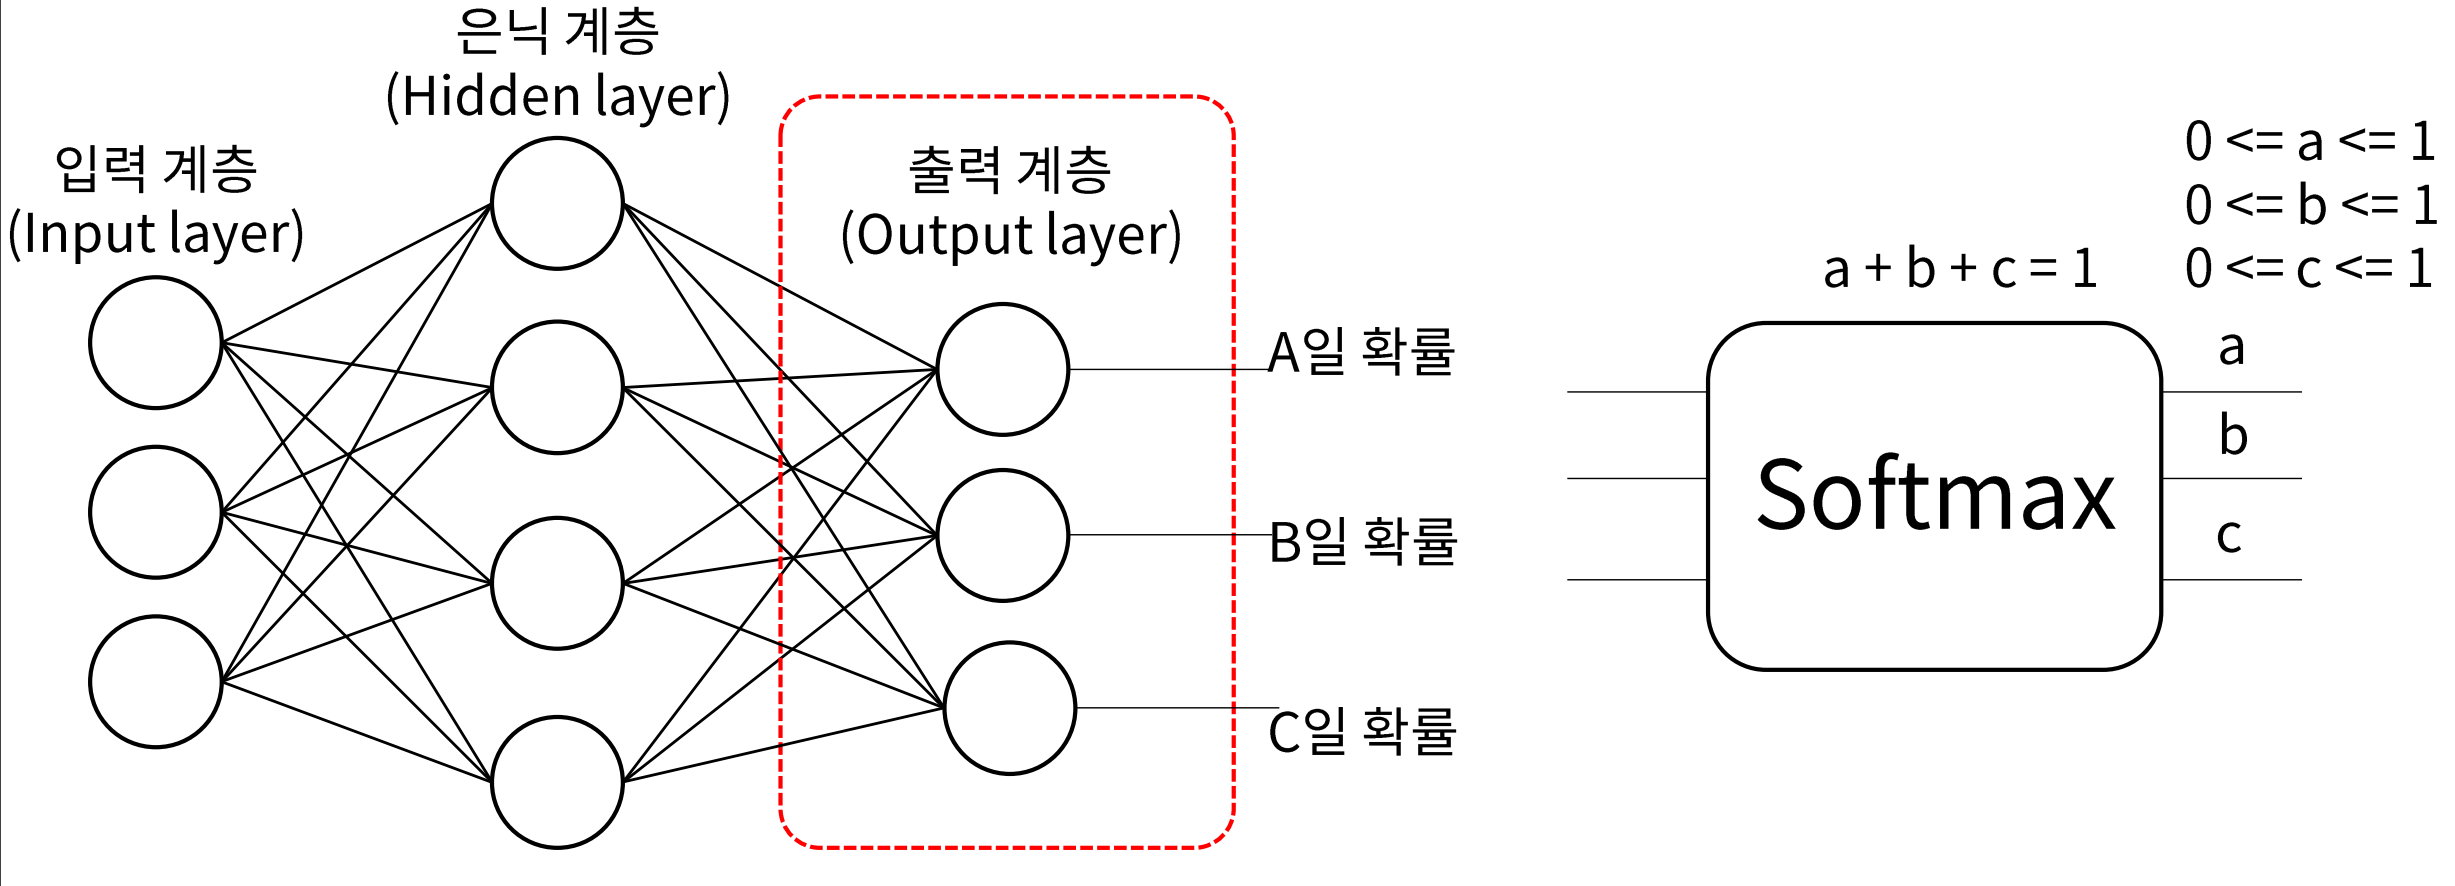 은닉 계층
(Hidden layer)
입력 계층
(Input layer)
출력 계층
(Output layer)
A일 확률
B일 확률
C일 확률
a + b + c = 1
0 <= a <= 1
0 <= b <= 1
0 <= c <= 1
Softmax
a
b
c